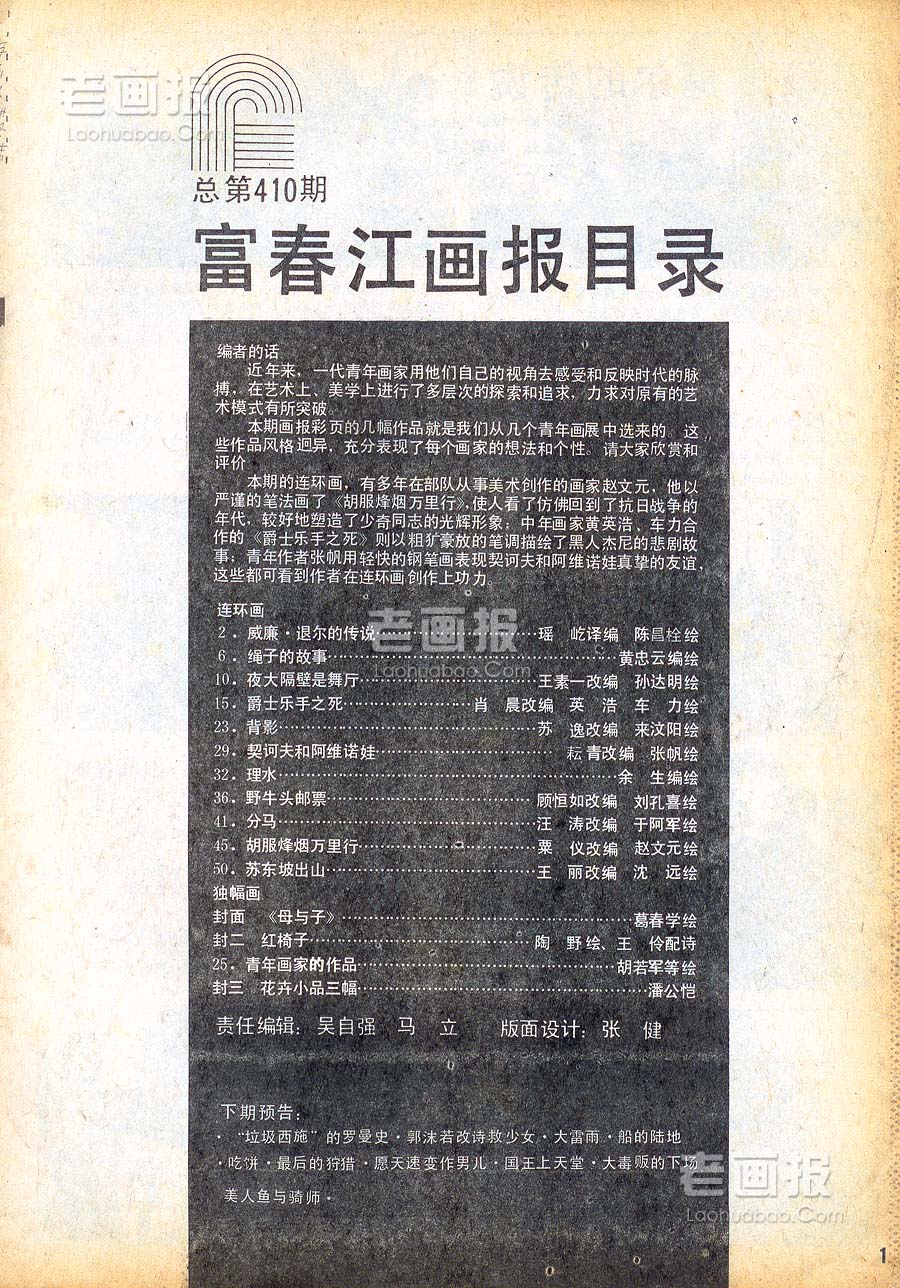 老画报
Laohuabao.Com
总第410期
富春江画报目录
编者的话
近年来，一代青年画家用他们自己的视角去感受和反映时代的脉
搏，在艺术上、美学上进行了多层次的探索和追求，力求对原有的艺
术模式有所突破。
本期画报彩页的几幅作品就是我们从几个青年画展中选来的。这
些作品风格迥异，充分表现了每个画家的想法和个性。请大家欣赏和
评价
本期的连环画，有多年在部队从事美术创作的画家赵文元，他以
严谨的笔法画了《胡服烽烟万里行》，使人看了仿佛回到了抗日战争的
年代，较好地塑造了少奇同志的光辉形象；中年画家黄英浩、车力合
作的《爵士乐手之死》则以粗犷豪放的笔调描绘了黑人杰尼的悲剧故
事；青年作者张帆用轻快的钢笔画表现契诃夫和阿维诺娃真挚的友谊，
这些都可看到作者在连环画创作上功力。
连环画
2．威廉·退尔的传说……瑶 屹译编 陈昌栓绘
6．绳子的故事……黄忠云编绘
10．夜大隔壁是舞厅……王素一改编 孙达明绘
15．爵士乐手之死……肖 晨改编 英 浩 车 力绘
23．背影……苏 逸改编 来汶阳绘
29．契诃夫和阿维诺娃……耘青改编 张帆绘
32．理水……余 生编绘
36．野牛头邮票……顾恒如改编 刘孔喜绘
41．分马……汪 涛改编 于阿军绘
45．胡服烽烟万里行……粟 仪改编 赵文元绘
50．苏东坡出山……王 丽改编 沈 远绘
独幅画
封面 《母与子》……葛春学绘
封二 红椅子……陶 野绘、王 伶配诗
25．青年画家的作品……胡若军等绘
封三 花卉小品三幅……潘公恺
责任编辑：吴自强 马 立 版面设计：张 健
下期预告：
·“垃圾西施”的罗曼史·郭沫若改诗救少女·大雷雨·船的陆地
·吃饼·最后的狩猎·愿天速变作男儿·国王上天堂·大毒贩的下场
美人鱼与骑师·
老画报
Laohuabao.Com
老画报
Laohuabao.Com
1